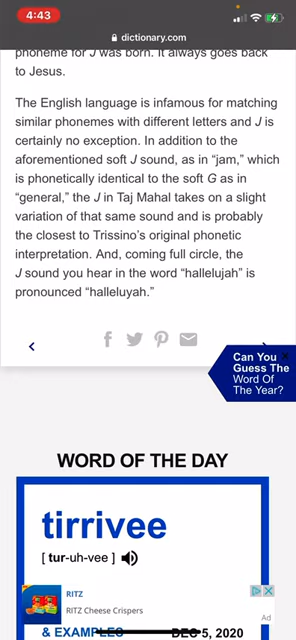 4:43
dictionary.com
phoneme for J was born. It always goes back
to Jesus.
The English language is infamous for matching
similar phonemes with different letters and J is
certainly no exception. In addition to the
aforementioned soft J sound, as in “jam,” which
is phonetically identical to the soft G as in
“general,” the J in Taj Mahal takes on a slight
variation of that same sound and is probably
the closest to Trissino’s original phonetic
interpretation. And, coming full circle, the
J sound you hear in the word “hallelujah” is
pronounced “halleluyah.”
Can You
Guess The
Word Of
The Year?
WORD OF THE DAY
tirrivee
[ tur-uh-vee ]
RITZ
RITZ Cheese Crispers
Ad
& EXAMPLES
DEC 5, 2020